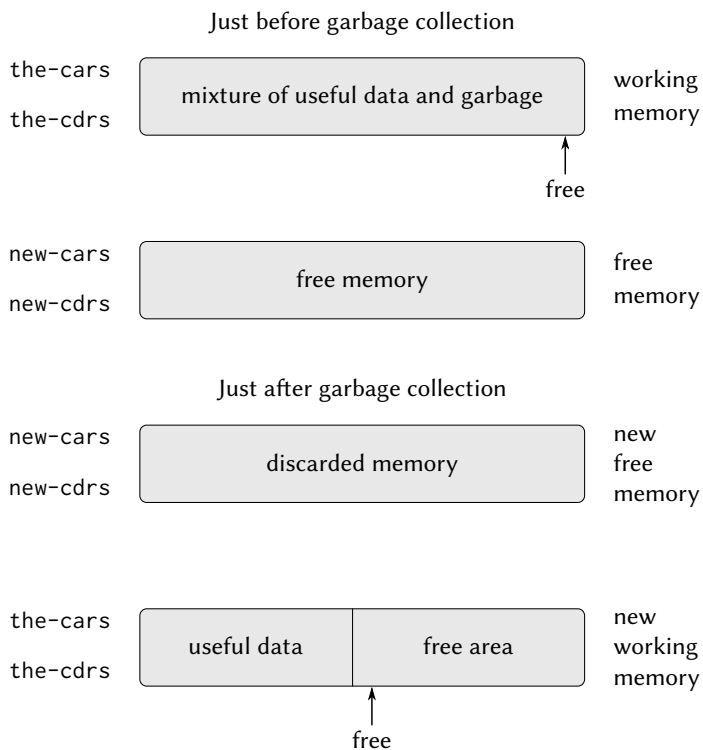 Just before garbage collection
the-cars
the-cdrs
mixture of useful data and garbage
working
memory
free
new-cars
new-cdrs
free memory
free
memory
Just after garbage collection
new-cars
new-cdrs
discarded memory
new
free
memory
the-cars
the-cdrs
useful data
free area
new
working
memory
free